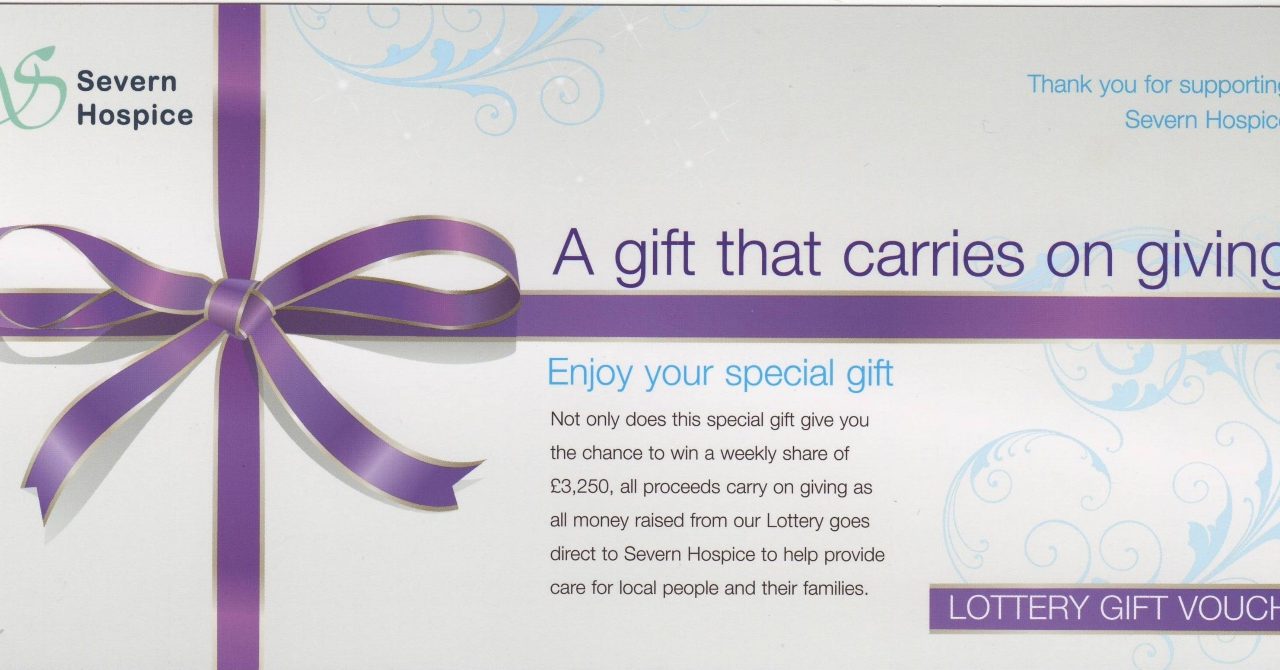 Severn
Hospice
Thank you for supporting
Severn Hospice
A gift that carries on giving
Enjoy your special gift
Not only does this special gift give you
the chance to win a weekly share of
£3,250, all proceeds carry on giving as
all money raised from our Lottery goes
direct to Severn Hospice to help provide
care for local people and their families.
LOTTERY GIFT VOUCH